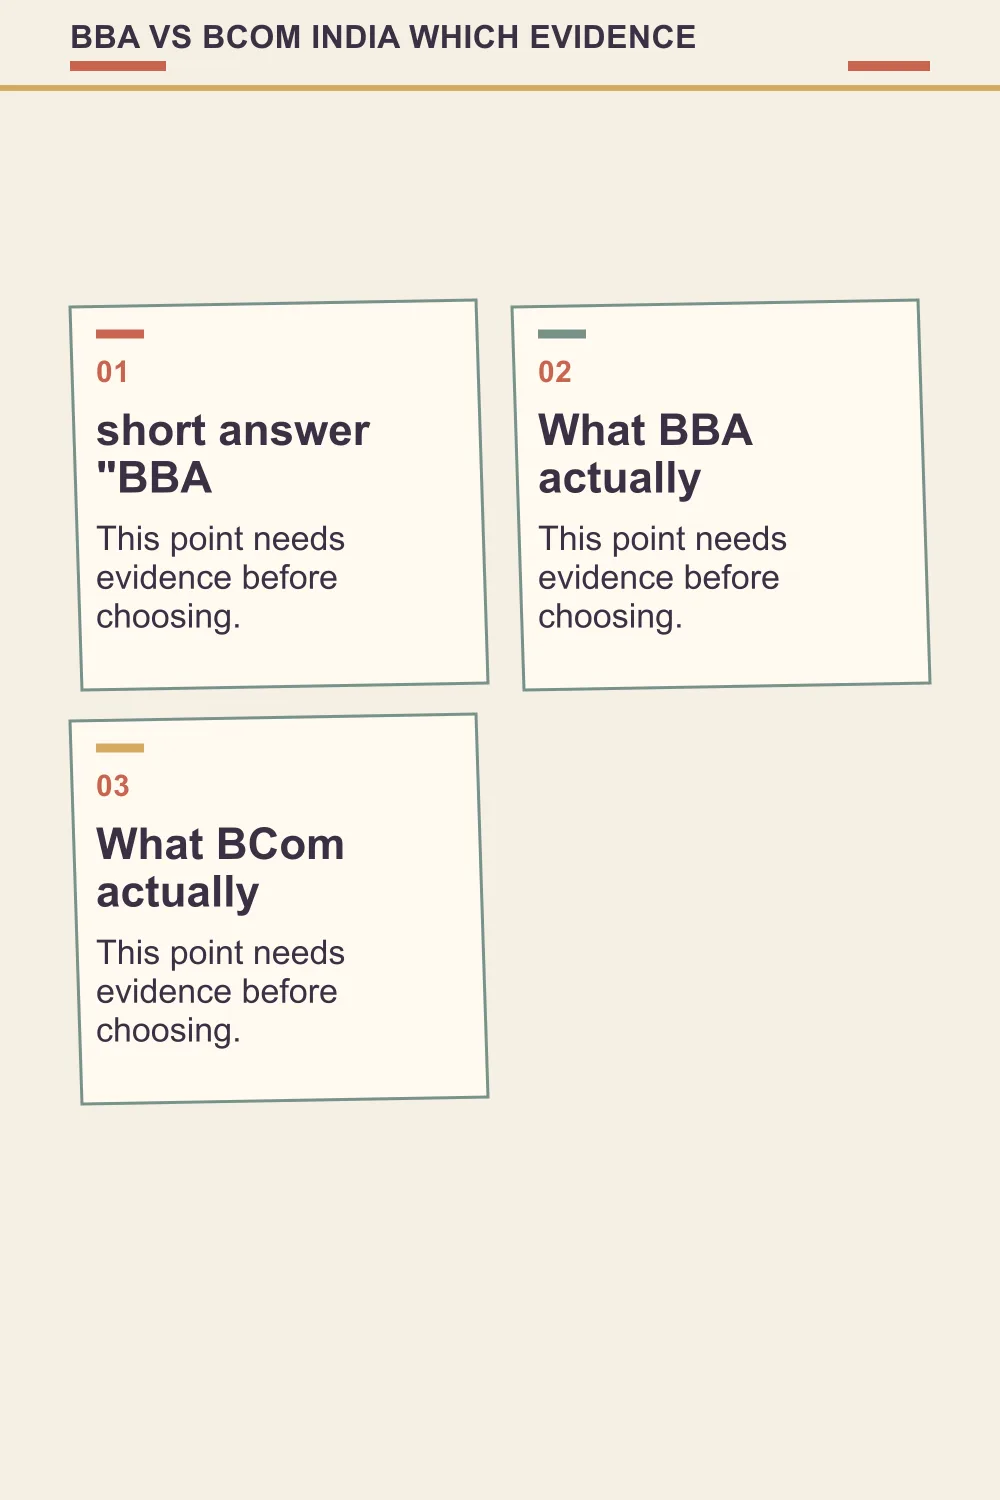 BBA VS BCOM INDIA WHICH EVIDENCE
01
short answer
"BBA
This point needs
evidence before
choosing.
02
What BBA
actually
This point needs
evidence before
choosing.
03
What BCom
actually
This point needs
evidence before
choosing.